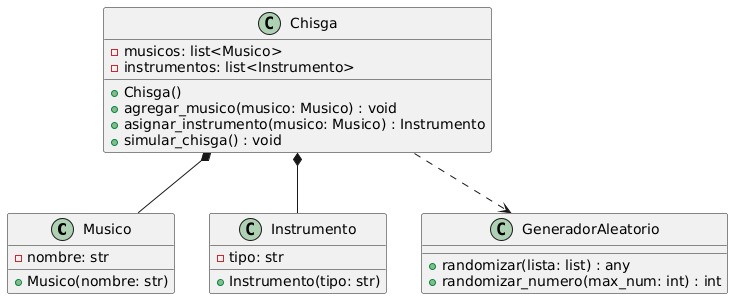 C Chisga
musicos: list<Musico>
instrumentos: list<Instrumento>
Chisga()
agregar_musico(musico: Musico) : void
asignar_instrumento(musico: Musico) : Instrumento
simular_chisga() : void
C Musico
nombre: str
Musico(nombre: str)
C Instrumento
tipo: str
Instrumento(tipo: str)
C GeneradorAleatorio
randomizar(lista: list) : any
randomizar_numero(max_num: int) : int